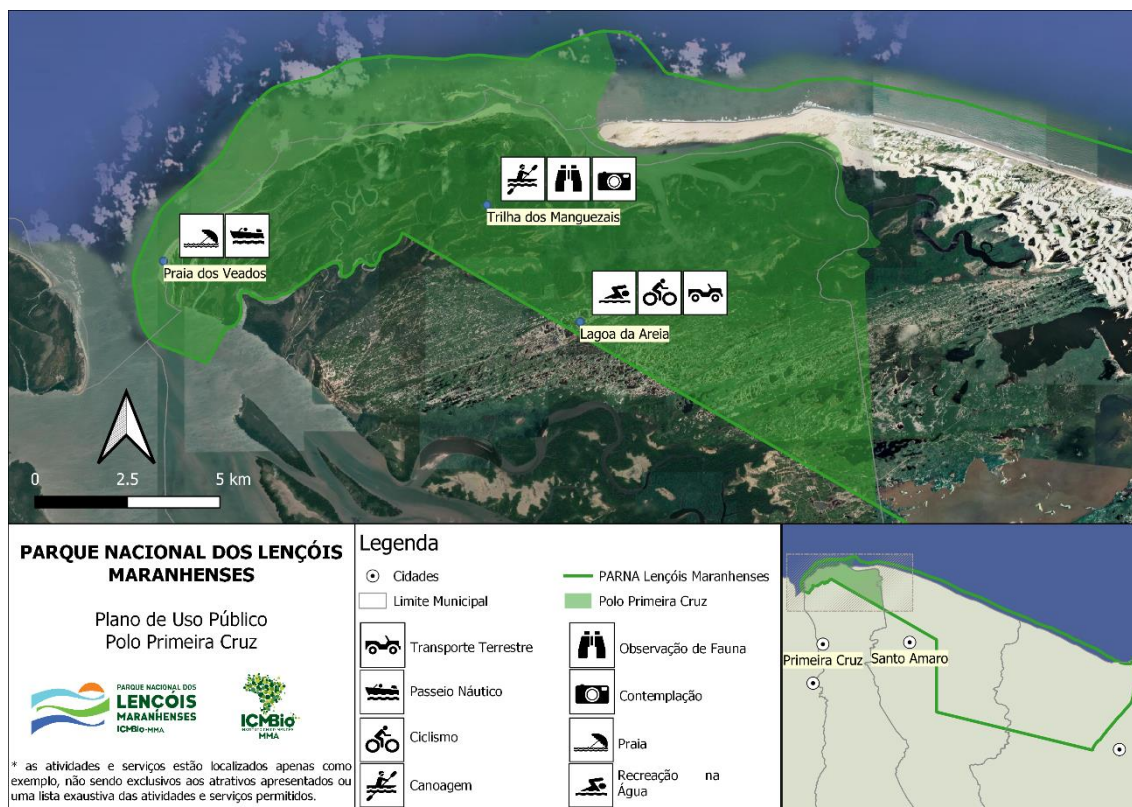 Trilha dos Manguezais
Praia dos Veados
Lagoa da Areia
0 2.5 5 km
PARQUE NACIONAL DOS LENÇÓIS
MARANHENSES
Plano de Uso Público
Polo Primeira Cruz
PARQUE NACIONAL DOS
LENÇÓIS
MARANHENSES
ICMBio-MMA
ICMBio
MMA
* as atividades e serviços estão localizados apenas como
exemplo, não sendo exclusivos aos atrativos apresentados ou
uma lista exaustiva das atividades e serviços permitidos.
Legenda
Cidades
Limite Municipal
Transporte Terrestre
Passeio Náutico
Ciclismo
Canoagem
PARNA Lençóis Maranhenses
Polo Primeira Cruz
Observação de Fauna
Contemplação
Praia
Recreação na
Água
Primeira Cruz
Santo Amaro